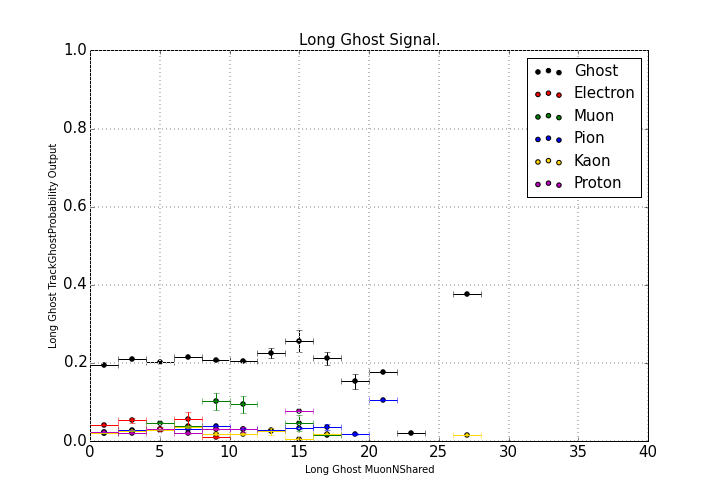 Long Ghost Signal.
1.0
0.8
0.6
0.4
0.2
0.0
Long Ghost TrackGhostProbability Output
Ghost
Electron
Muon
Pion
Kaon
Proton
0 5 10 15 20 25 30 35 40
Long Ghost MuonNShared